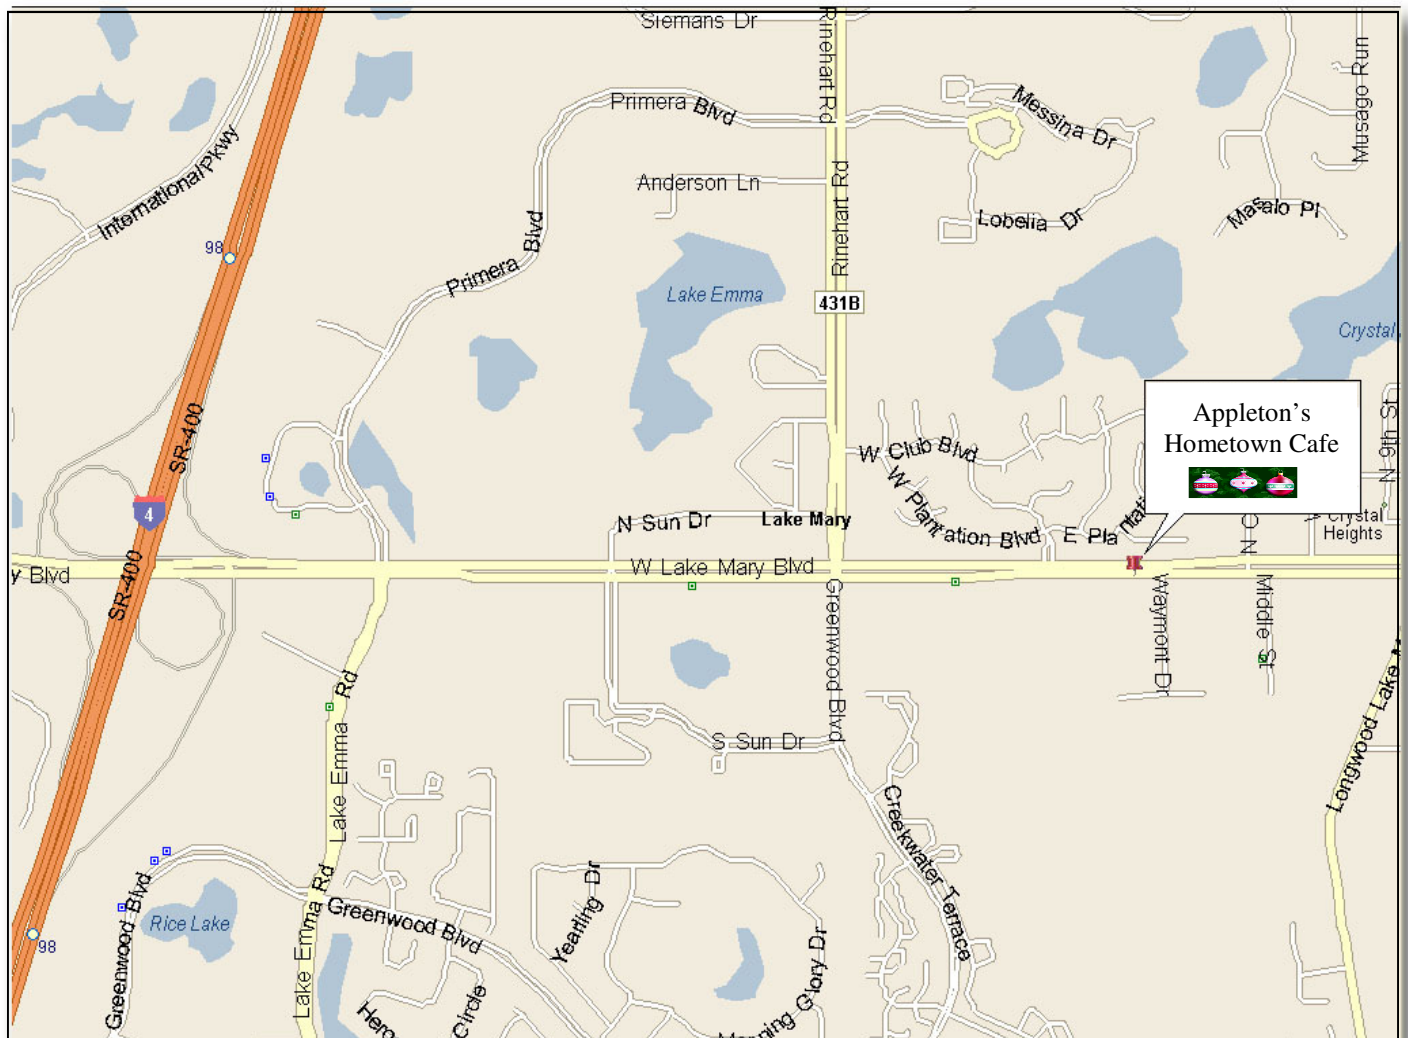 Siemans Dr
Rinehart Rd
Musago Run
Primera Blvd
Messina Dr
International Pkwy
Anderson Ln
Rinehart Rd
Lobelia Dr
Masalo Pl
98
Primera Blvd
Lake Emma
431B
Crystal
Appleton's
Hometown Cafe
SR-400
W Club Blvd
N 9th St
W Plantation Blvd
E Plantati
4
N Sun Dr
Lake Mary
Crystal
Heights
W Lake Mary Blvd
y Blvd
SR-400
Greenwood Blvd
Waymont Dr
Middle St
Lake Emma Rd
Longwood Lake M
S Sun Dr
Creekwater Terrace
Greenwood Blvd
Rice Lake
98
Lake Emma Rd
Greenwood Blvd
Yearling Dr
Morning Glory Dr
Hero
Circle